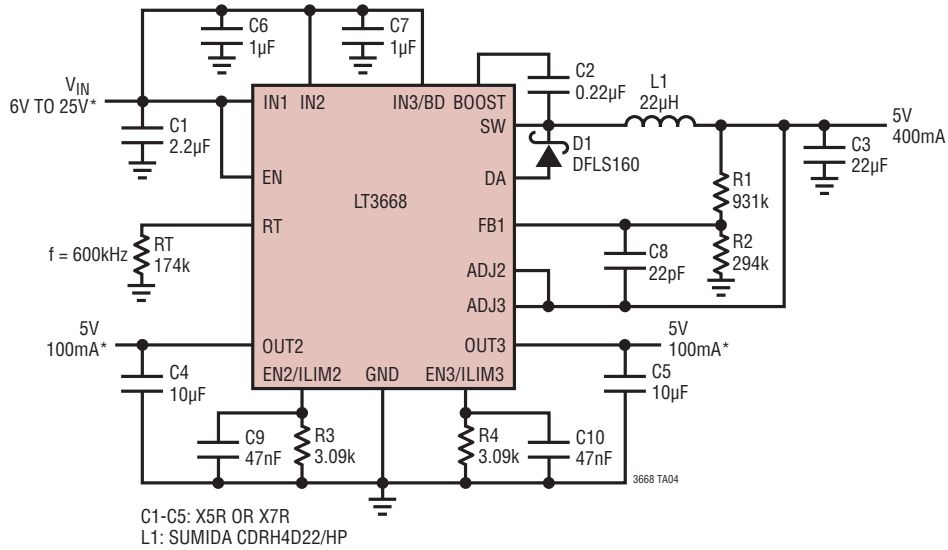 C6
1µF
C7
1µF
V_IN
6V TO 25V*
C1
2.2µF
IN1
IN2
IN3/BD
BOOST
C2
0.22µF
L1
22µH
SW
5V
400mA
D1
DFLS160
C3
22µF
EN
DA
R1
931k
LT3668
RT
FB1
f = 600kHz
RT
174k
C8
22pF
R2
294k
ADJ2
ADJ3
5V
100mA*
OUT2
OUT3
5V
100mA*
EN2/ILIM2
GND
EN3/ILIM3
C4
10µF
C5
10µF
C9
47nF
R3
3.09k
R4
3.09k
C10
47nF
3668 TA04
C1-C5: X5R OR X7R
L1: SUMIDA CDRH4D22/HP